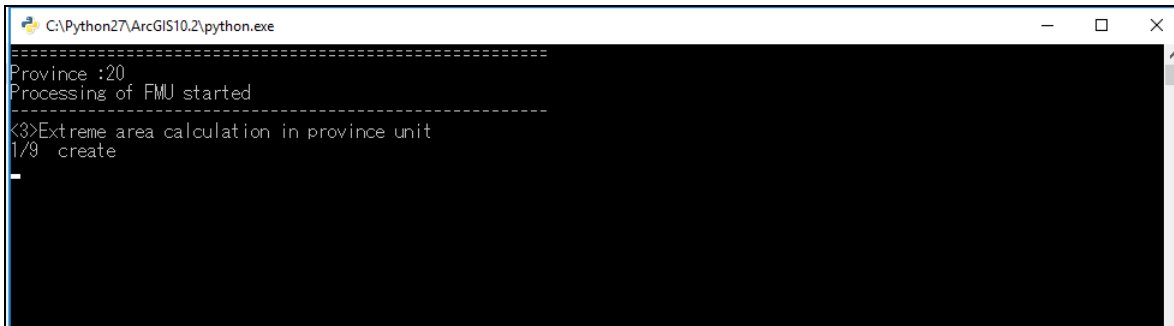 C:\Python27\ArcGIS10.2\python.exe
========================================================
Province :20
Processing of FMU started
--------------------------------------------------------
<3>Extreme area calculation in province unit
1/9  create